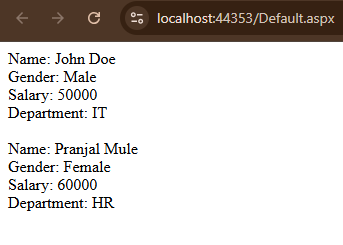 localhost:44353/Default.aspx
Name: John Doe
Gender: Male
Salary: 50000
Department: IT
Name: Pranjal Mule
Gender: Female
Salary: 60000
Department: HR